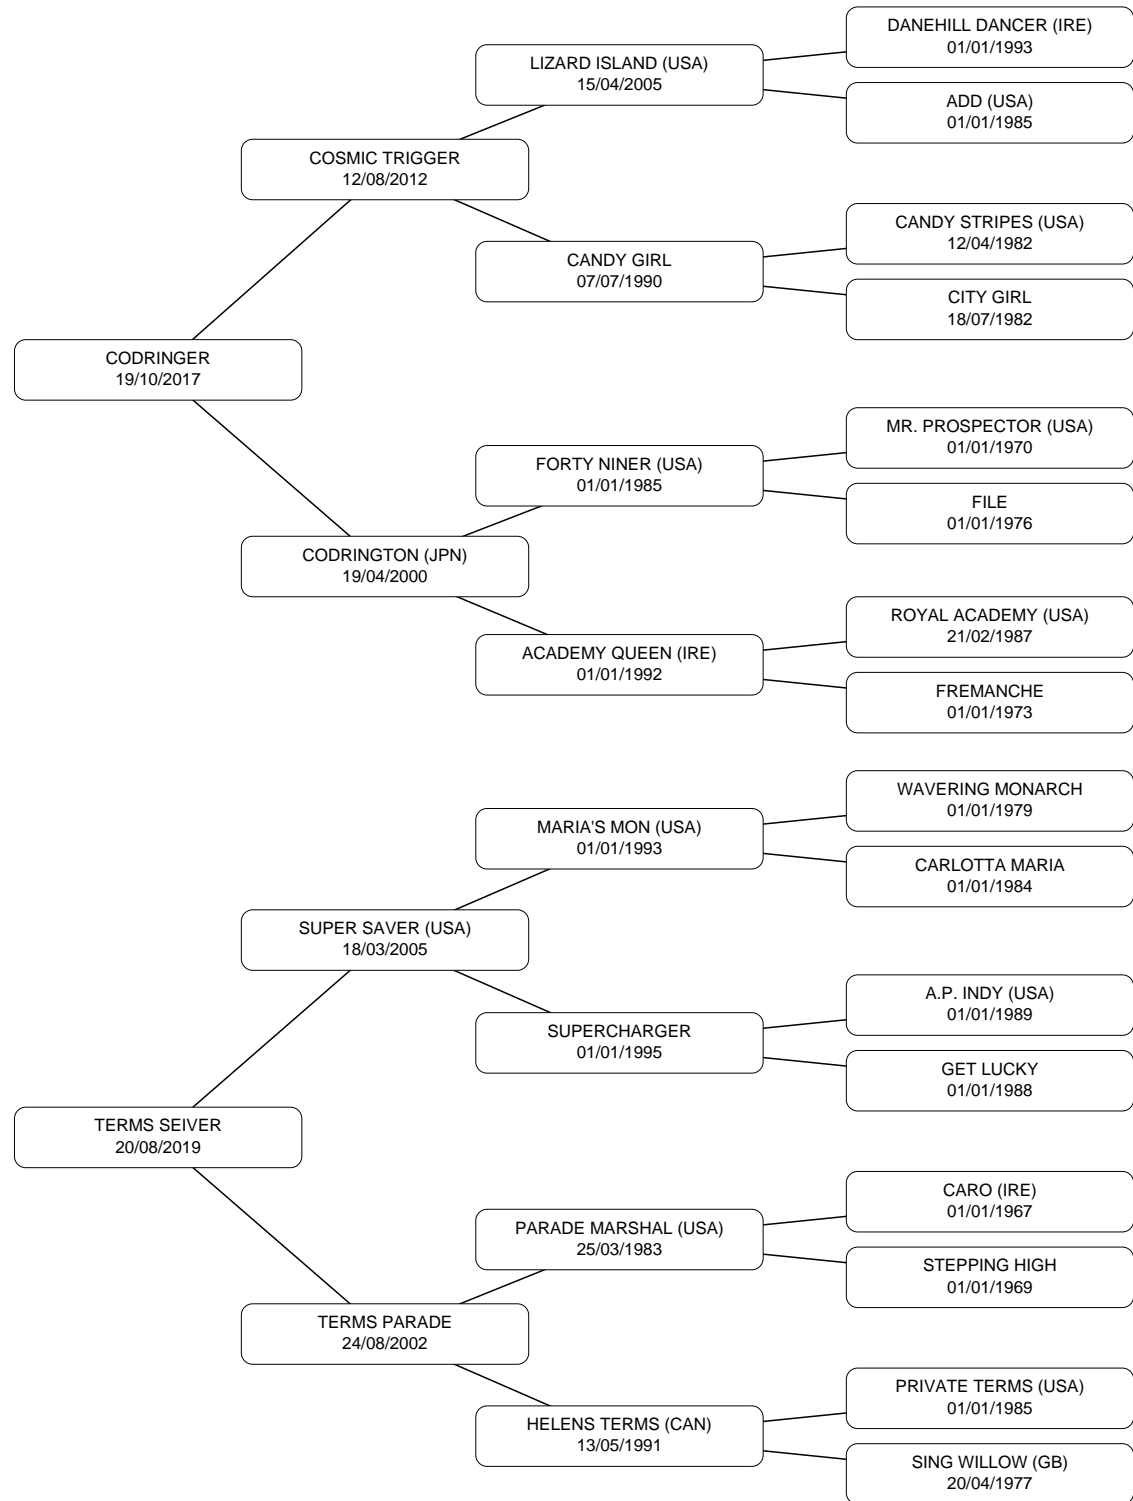 DANEHILL DANCER (IRE)
01/01/1993
LIZARD ISLAND (USA)
15/04/2005
ADD (USA)
01/01/1985
COSMIC TRIGGER
12/08/2012
CANDY STRIPES (USA)
12/04/1982
CANDY GIRL
07/07/1990
CITY GIRL
18/07/1982
CODRINGER
19/10/2017
MR. PROSPECTOR (USA)
01/01/1970
FORTY NINER (USA)
01/01/1985
FILE
01/01/1976
CODRINGTON (JPN)
19/04/2000
ROYAL ACADEMY (USA)
21/02/1987
ACADEMY QUEEN (IRE)
01/01/1992
FREMANCHE
01/01/1973
WAVERING MONARCH
01/01/1979
MARIA'S MON (USA)
01/01/1993
CARLOTTA MARIA
01/01/1984
SUPER SAVER (USA)
18/03/2005
A.P. INDY (USA)
01/01/1989
SUPERCHARGER
01/01/1995
GET LUCKY
01/01/1988
TERMS SEIVER
20/08/2019
CARO (IRE)
01/01/1967
PARADE MARSHAL (USA)
25/03/1983
STEPPING HIGH
01/01/1969
TERMS PARADE
24/08/2002
PRIVATE TERMS (USA)
01/01/1985
HELENS TERMS (CAN)
13/05/1991
SING WILLOW (GB)
20/04/1977